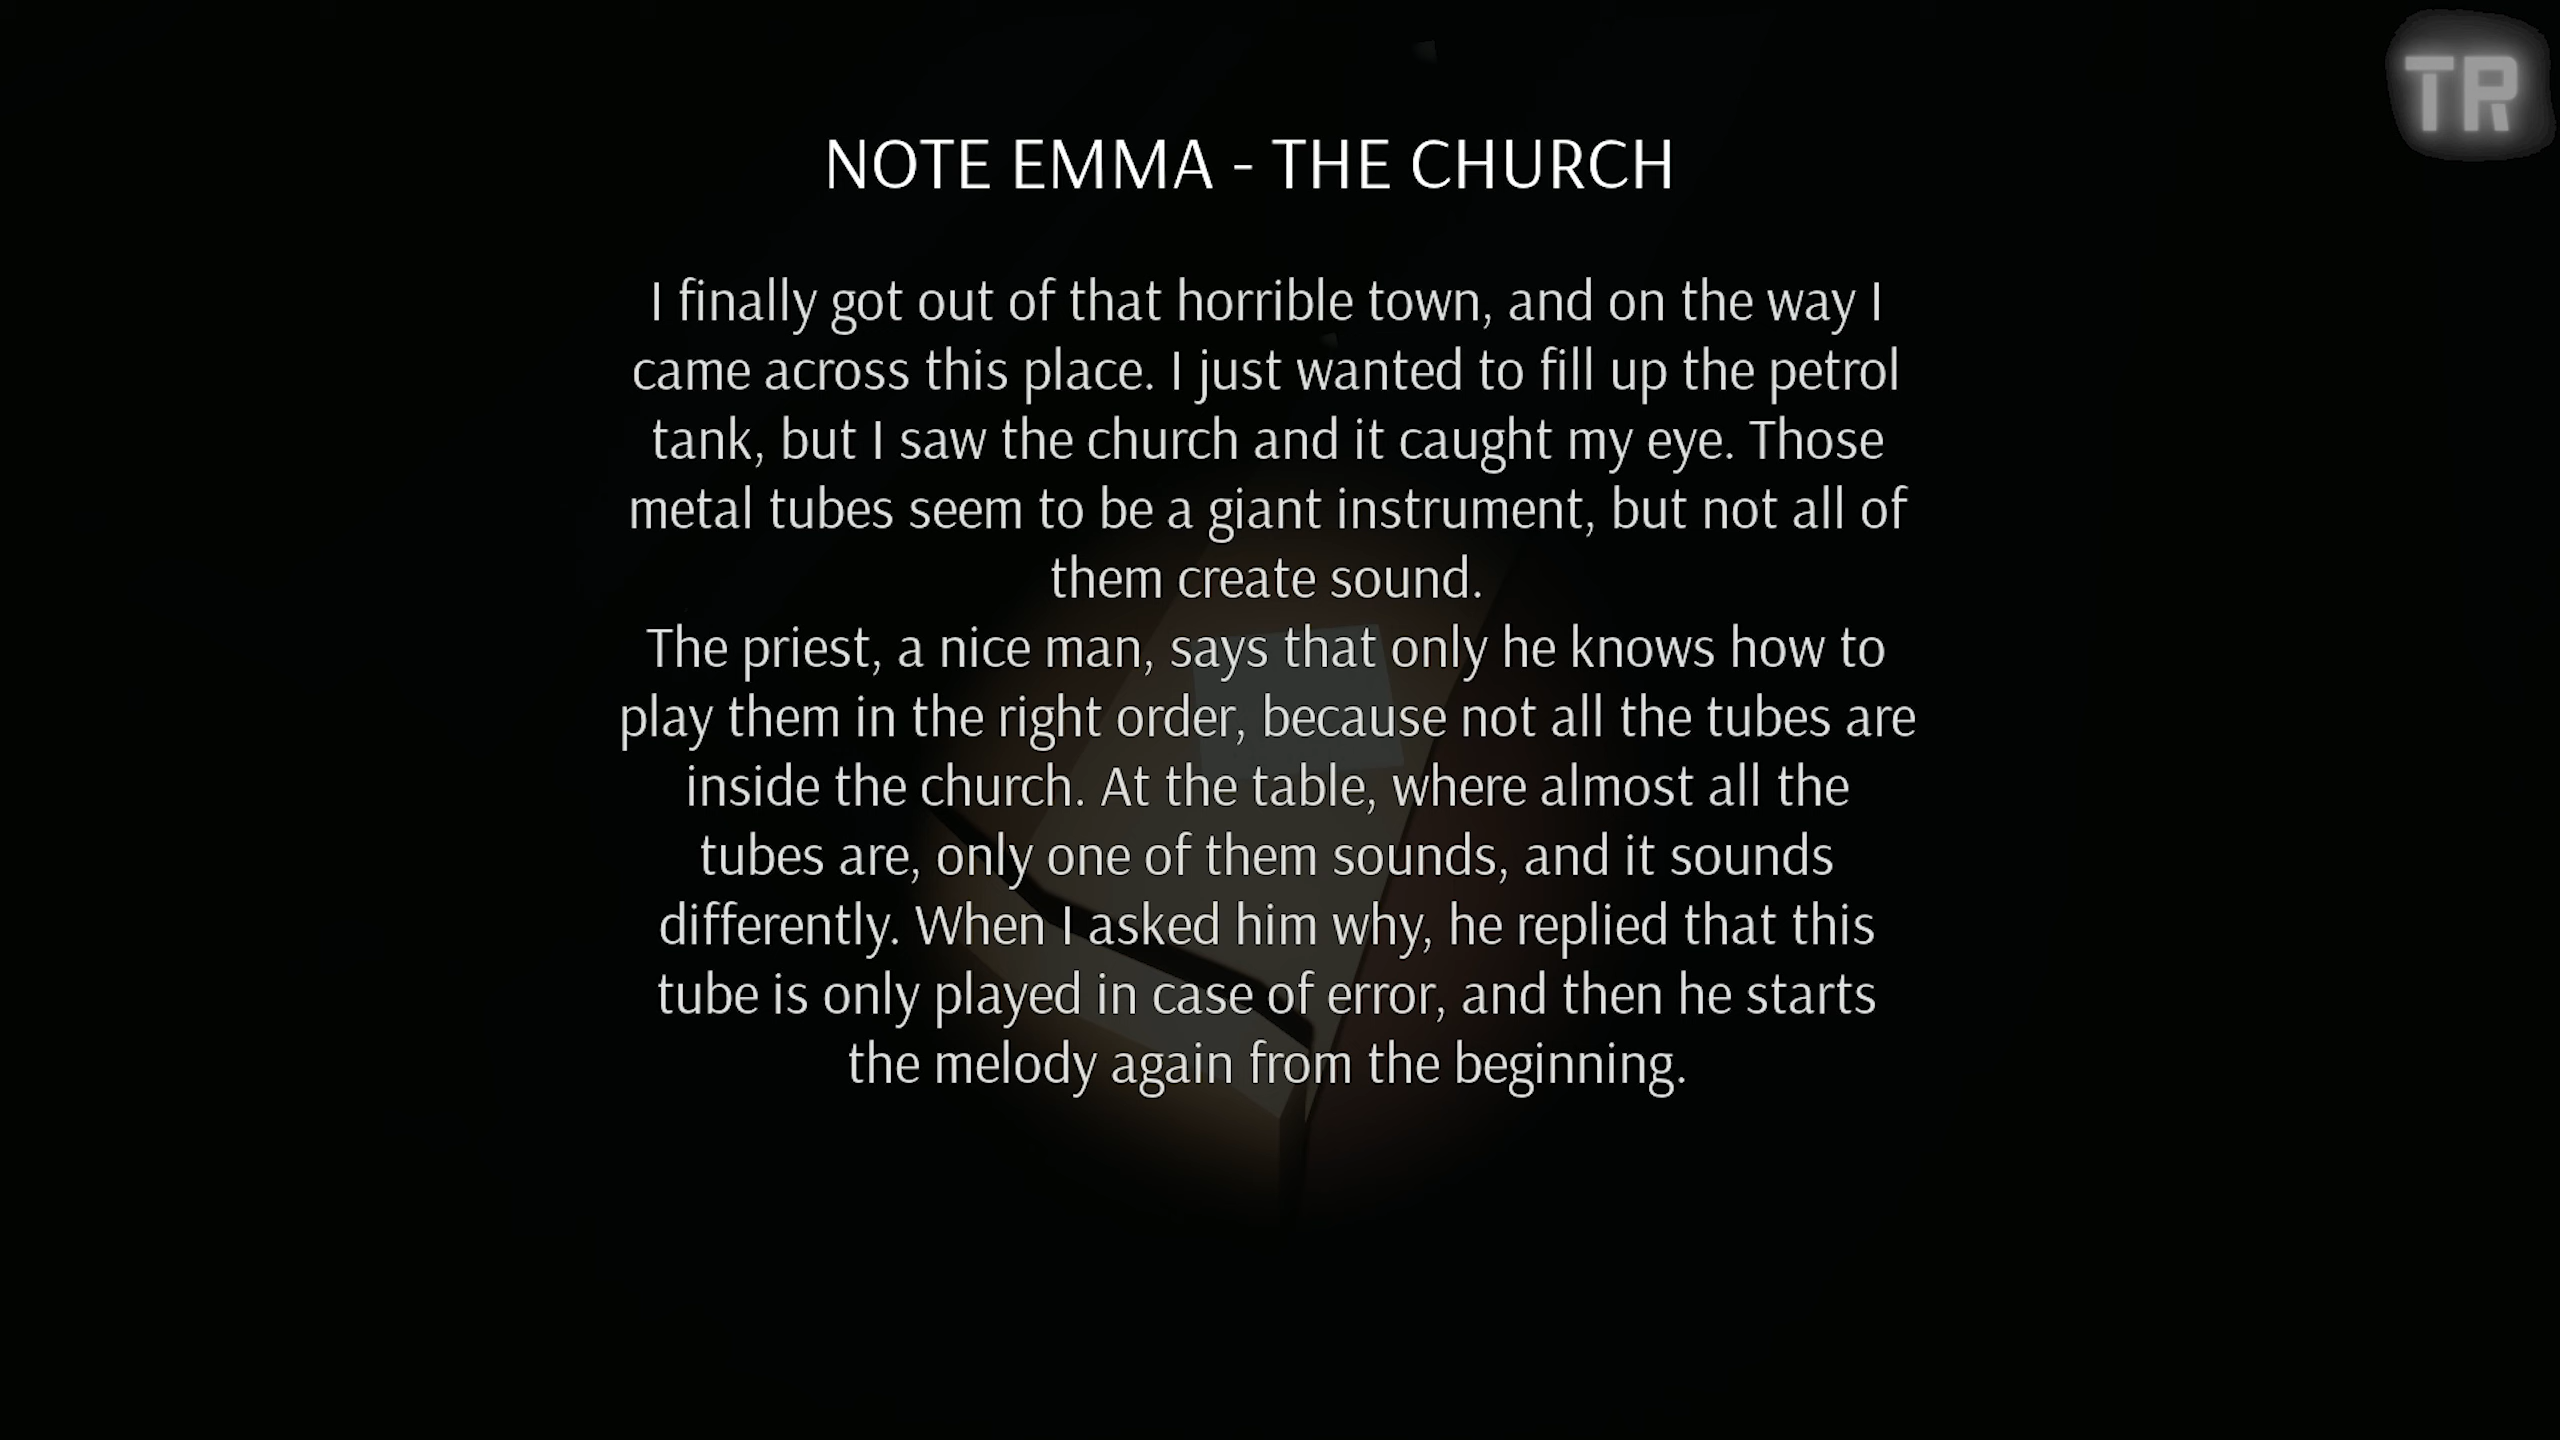 TR
NOTE EMMA - THE CHURCH
I finally got out of that horrible town, and on the way I
came across this place. I just wanted to fill up the petrol
tank, but I saw the church and it caught my eye. Those
metal tubes seem to be a giant instrument, but not all of
them create sound.
The priest, a nice man, says that only he knows how to
play them in the right order, because not all the tubes are
inside the church. At the table, where almost all the
tubes are, only one of them sounds, and it sounds
differently. When I asked him why, he replied that this
tube is only played in case of error, and then he starts
the melody again from the beginning.